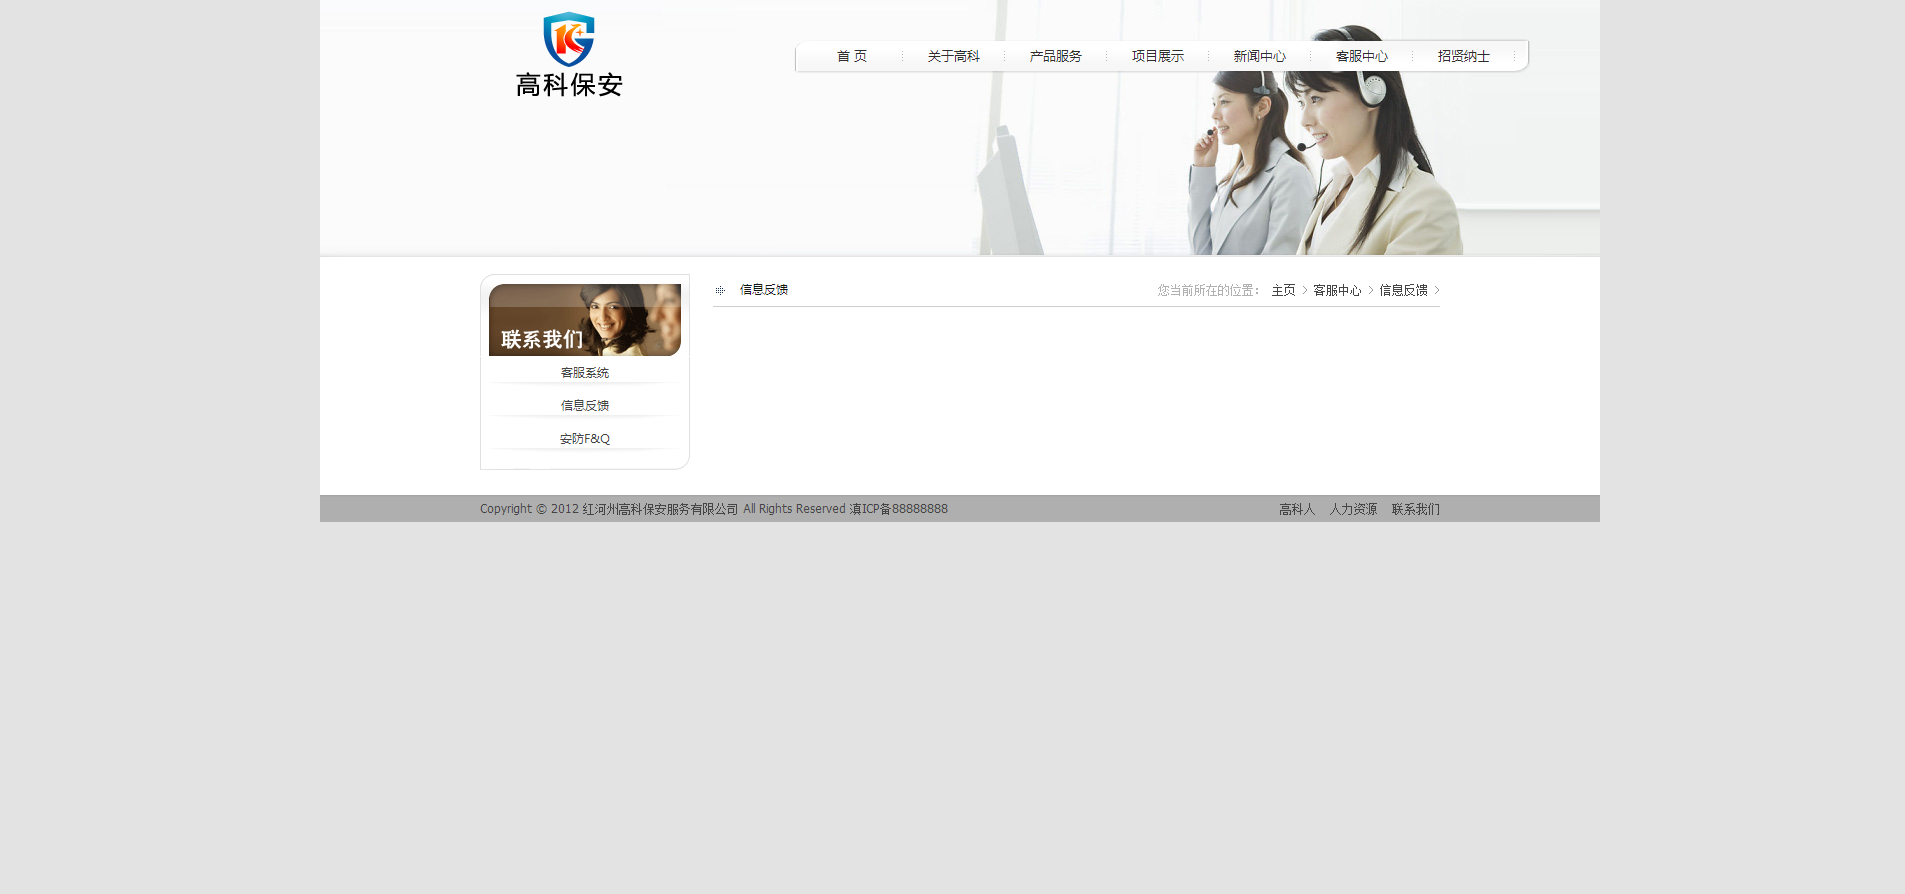 高科保安
首 页 关于高科 产品服务 项目展示 新闻中心 客服中心 招贤纳士
联系我们
客服系统
信息反馈
安防F&Q
信息反馈
您当前所在的位置： 主页 > 客服中心 > 信息反馈 >
Copyright © 2012 红河州高科保安服务有限公司 All Rights Reserved 滇ICP备88888888
高科人 人力资源 联系我们